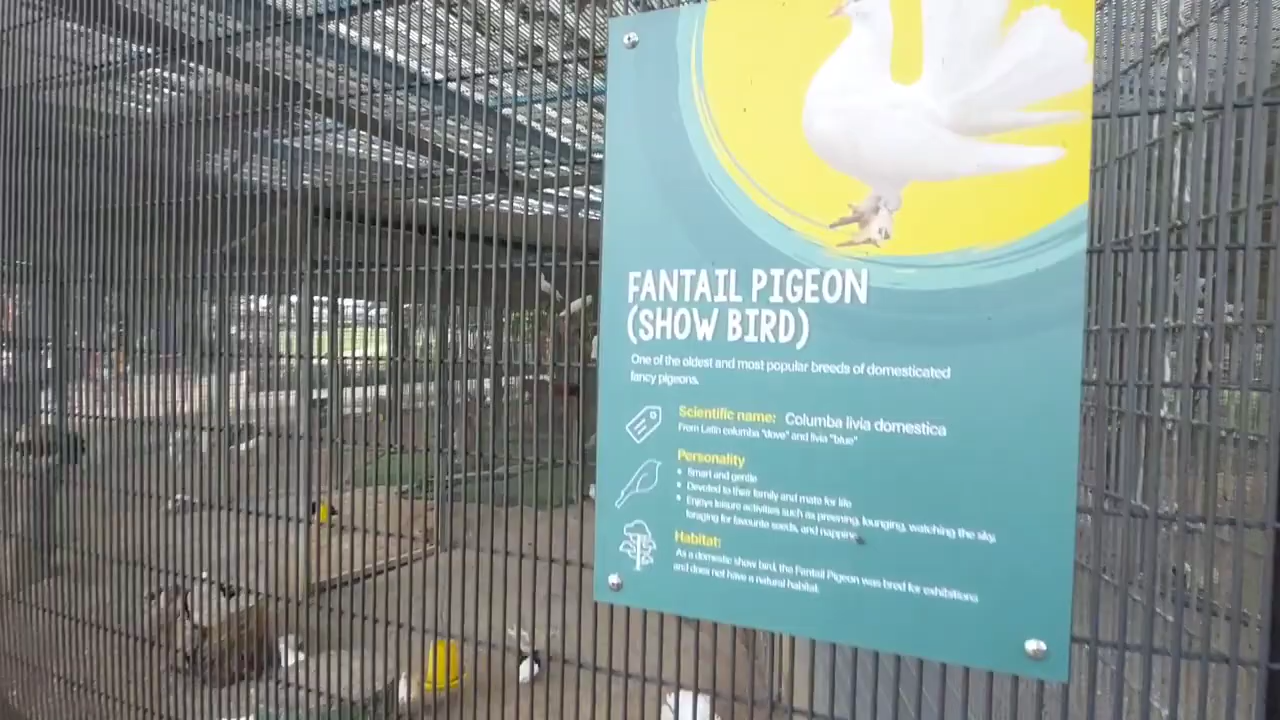 FANTAIL PIGEON
(SHOW BIRD)
One of the oldest and most popular breeds of domesticated
fancy pigeons.
Scientific name: Columba livia domestica
From Latin columba "dove" and livia "blue"
Personality
• Smart and gentle
• Devoted to their family and mate for life
• Enjoys leisure activities such as preening, lounging, watching the sky,
foraging for favourite seeds, and napping
Habitat:
As a domestic show bird, the Fantail Pigeon was bred for exhibitions
and does not have a natural habitat.